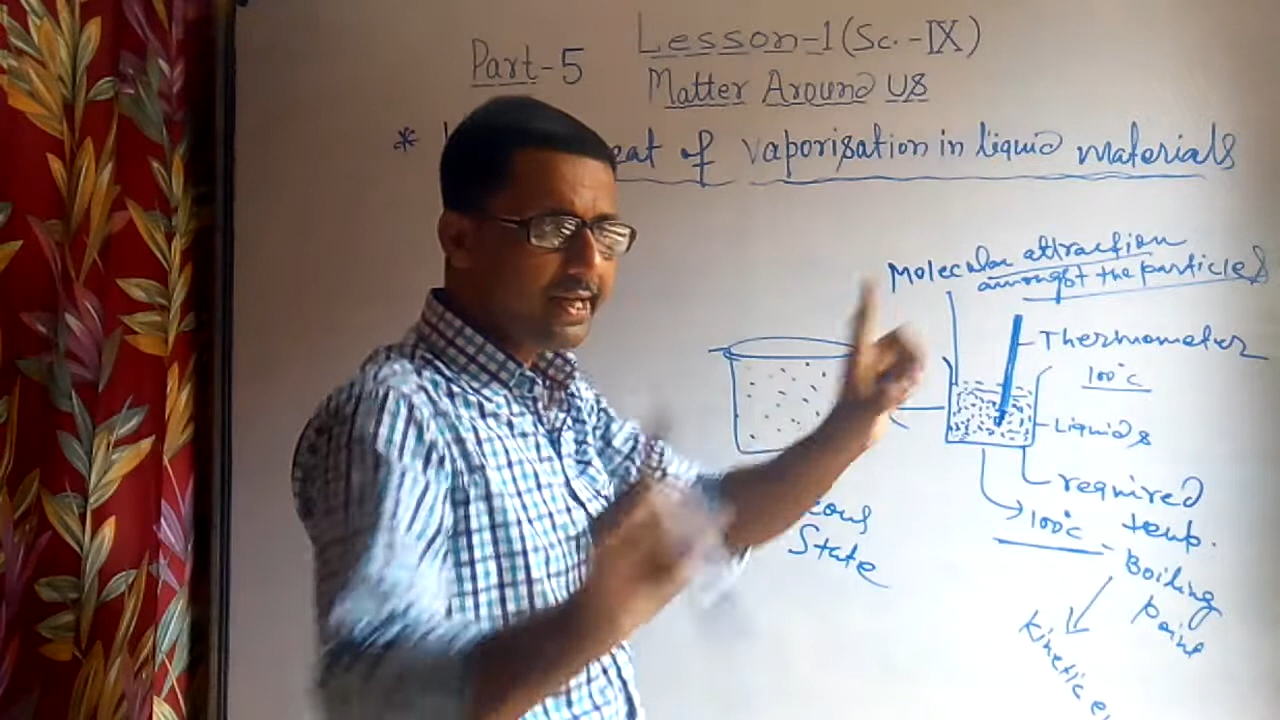 Part-5
Lesson-1 (Sc.-IX)
Matter Around us
* eat of vaporisation in liquid materials
Molecular attraction
amongst the particles
Thermometer
100°c
Liquids
required
temp.
100°c - Boiling
point
eous
State
Kinetic e